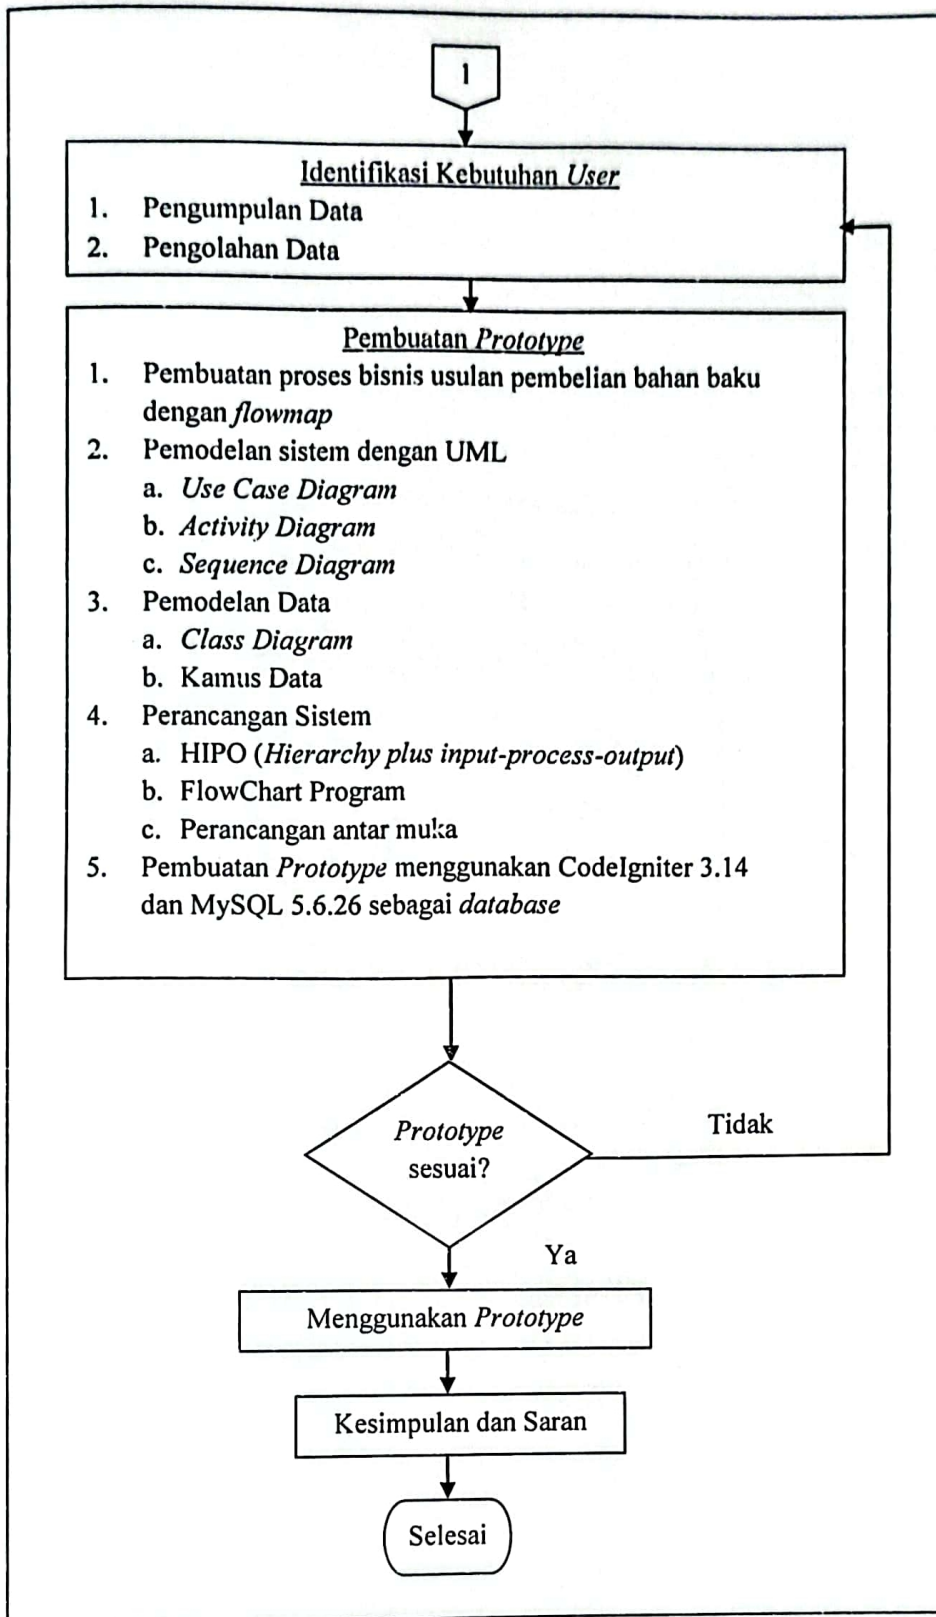 1
Identifikasi Kebutuhan User
1. Pengumpulan Data
2. Pengolahan Data
Pembuatan Prototype
1. Pembuatan proses bisnis usulan pembelian bahan baku
dengan flowmap
2. Pemodelan sistem dengan UML
a. Use Case Diagram
b. Activity Diagram
c. Sequence Diagram
3. Pemodelan Data
a. Class Diagram
b. Kamus Data
4. Perancangan Sistem
a. HIPO (Hierarchy plus input-process-output)
b. FlowChart Program
c. Perancangan antar muka
5. Pembuatan Prototype menggunakan CodeIgniter 3.14
dan MySQL 5.6.26 sebagai database
Prototype
sesuai?
Tidak
Ya
Menggunakan Prototype
Kesimpulan dan Saran
Selesai